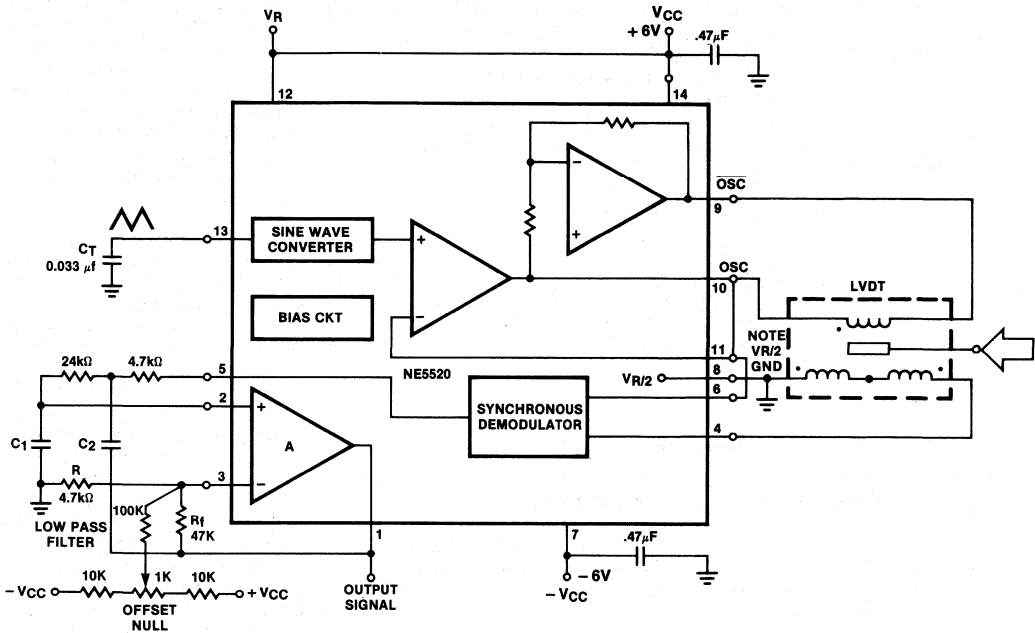 VR
VCC
+ 6V
.47μF
12
14
OSC
9
13
SINE WAVE
CONVERTER
+
−
−
+
CT
0.033 μf
OSC
10
LVDT
BIAS CKT
−
NOTE
VR/2
GND
11
24kΩ
4.7kΩ
5
NE5520
VR/2
8
6
2
+
SYNCHRONOUS
DEMODULATOR
C1
C2
A
4
R
4.7kΩ
3
−
100K
Rf
47K
LOW PASS
FILTER
1
7
.47μF
− VCC
10K
1K
10K
+ VCC
OFFSET
NULL
OUTPUT
SIGNAL
− 6V
− VCC